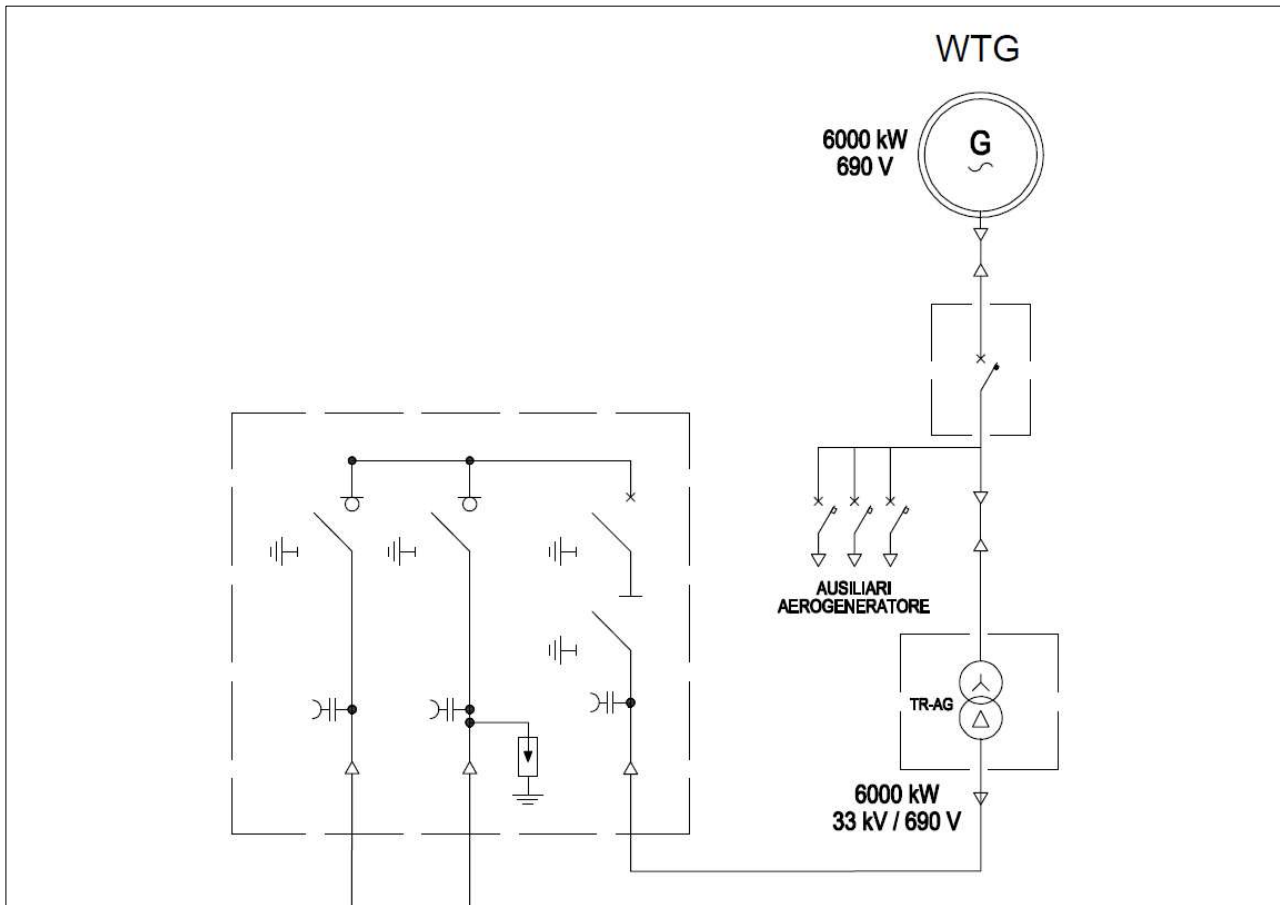 WTG
6000 kW
690 V
G
AUSILIARI
AEROGENERATORE
TR-AG
6000 kW
33 kV / 690 V